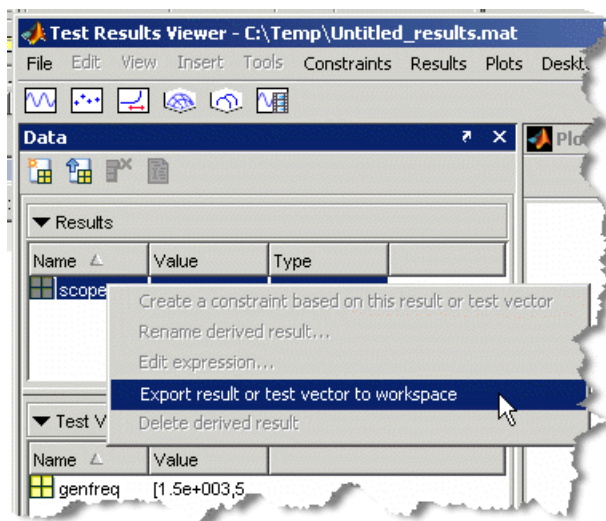 Test Results Viewer - C:\Temp\Untitled_results.mat
File Edit View Insert Tools Constraints Results Plots
Data
Results
Name Value Type
scope
Create a constraint based on this result or test vector
Rename derived result...
Edit expression...
Export result or test vector to workspace
Delete derived result
Test V
Name Value
genfreq [1.5e+003,5